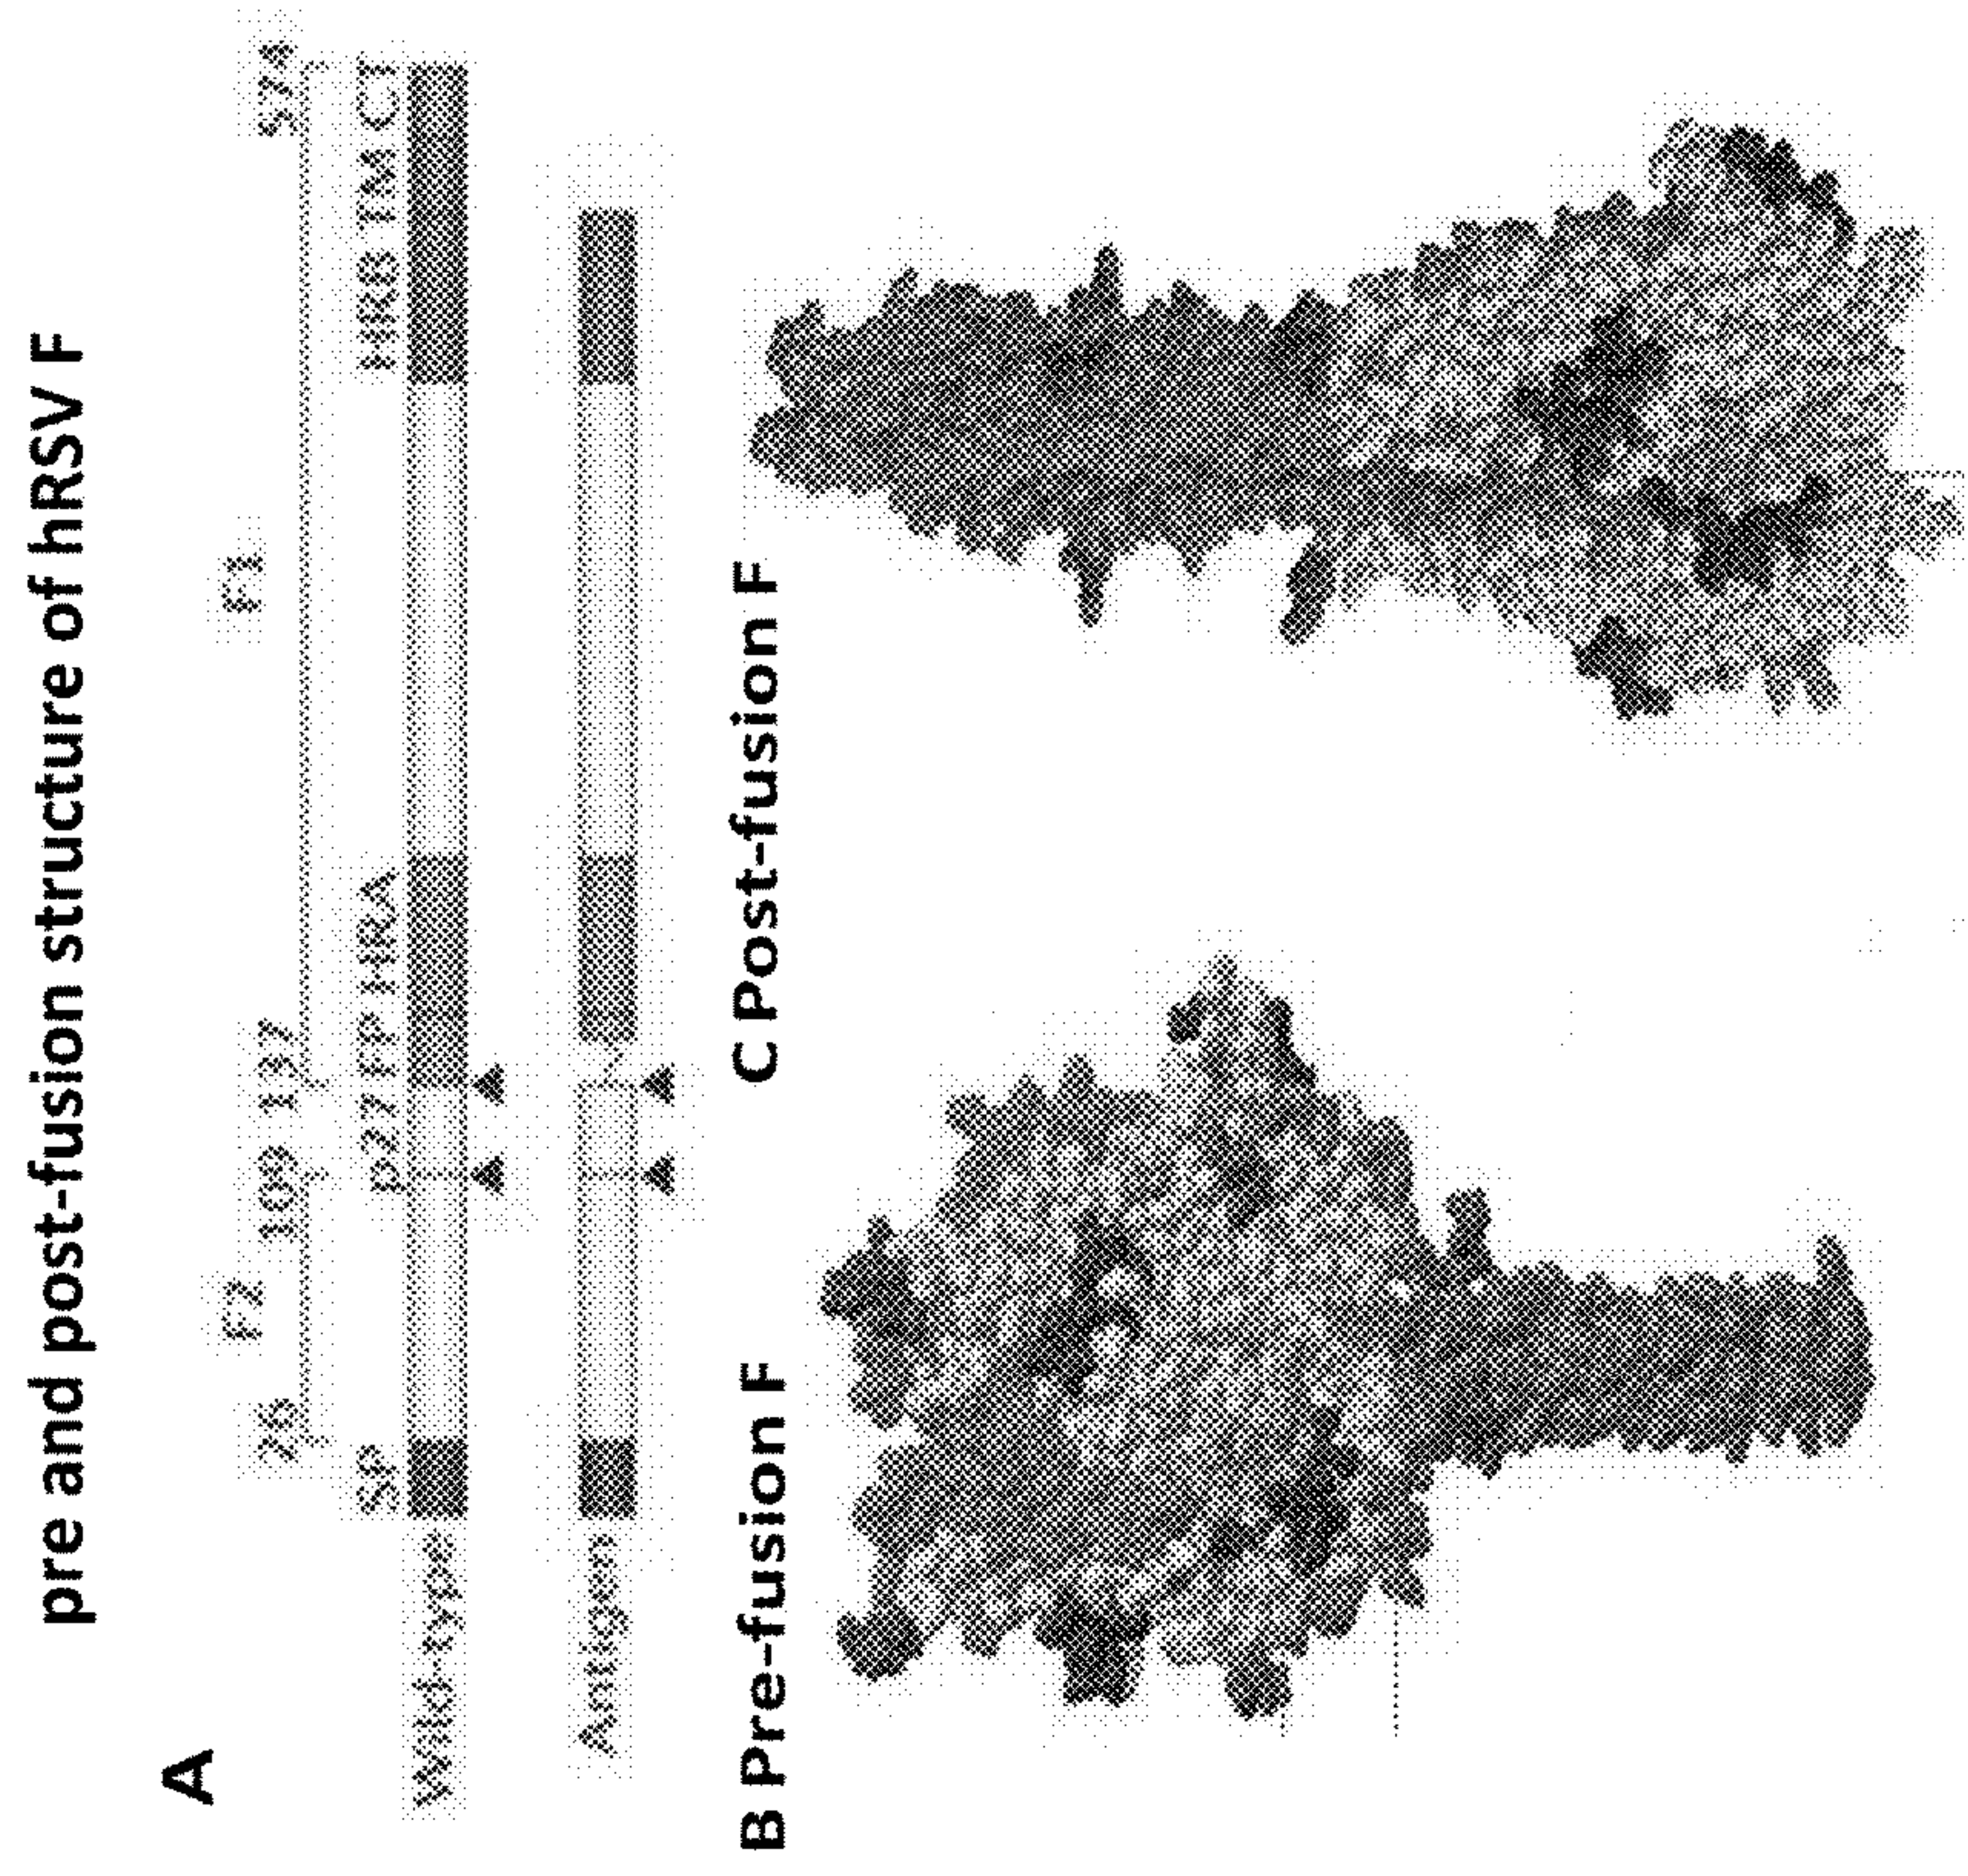 pre and post-fusion structure of hRSV F
A
F2 F1
26 109 137 574
SP p27 FP HRA HRB TM CT
Wild-type
Antigen
B Pre-fusion F
C Post-fusion F